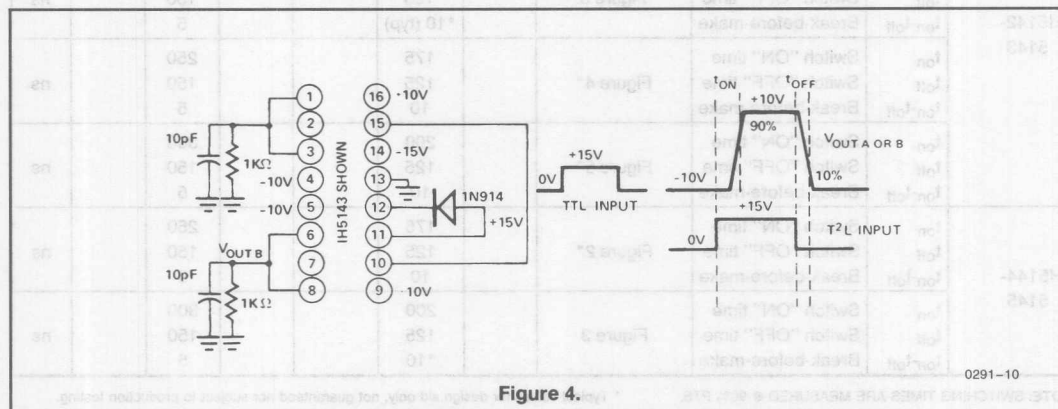 1
2
3
4
5
6
7
8
16
15
14
13
12
11
10
9
10pF
1KΩ
-10V
-10V
V OUT B
10pF
1KΩ
IH5143 SHOWN
-10V
-15V
1N914
+15V
-10V
+15V
0V
TTL INPUT
tON
tOFF
+10V
90%
VOUT A OR B
-10V
10%
+15V
0V
T²L INPUT
0291–10
Figure 4.